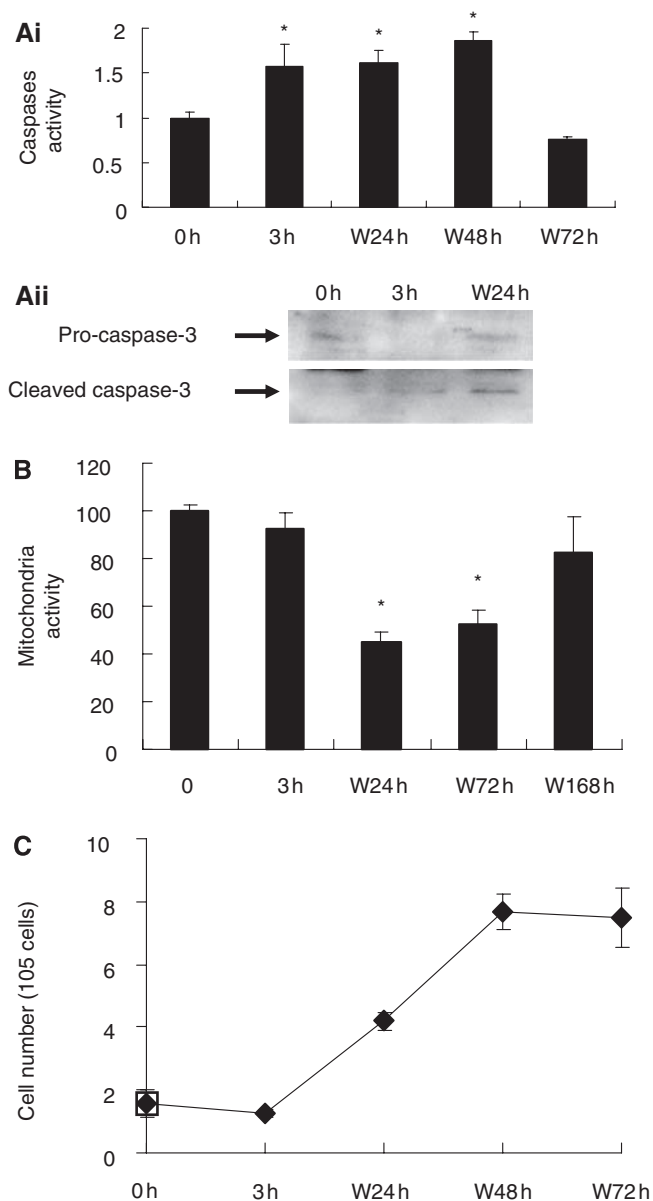 Ai
Caspases
activity
2
1.5
1
0.5
0
*
*
*
0 h
3 h
W24 h
W48 h
W72 h
Aii
0 h
3 h
W24 h
Pro-caspase-3
Cleaved caspase-3
B
Mitochondria
activity
120
100
80
60
40
20
0
*
*
0
3 h
W24 h
W72 h
W168 h
C
Cell number (105 cells)
10
8
6
4
2
0
0 h
3 h
W24 h
W48 h
W72 h